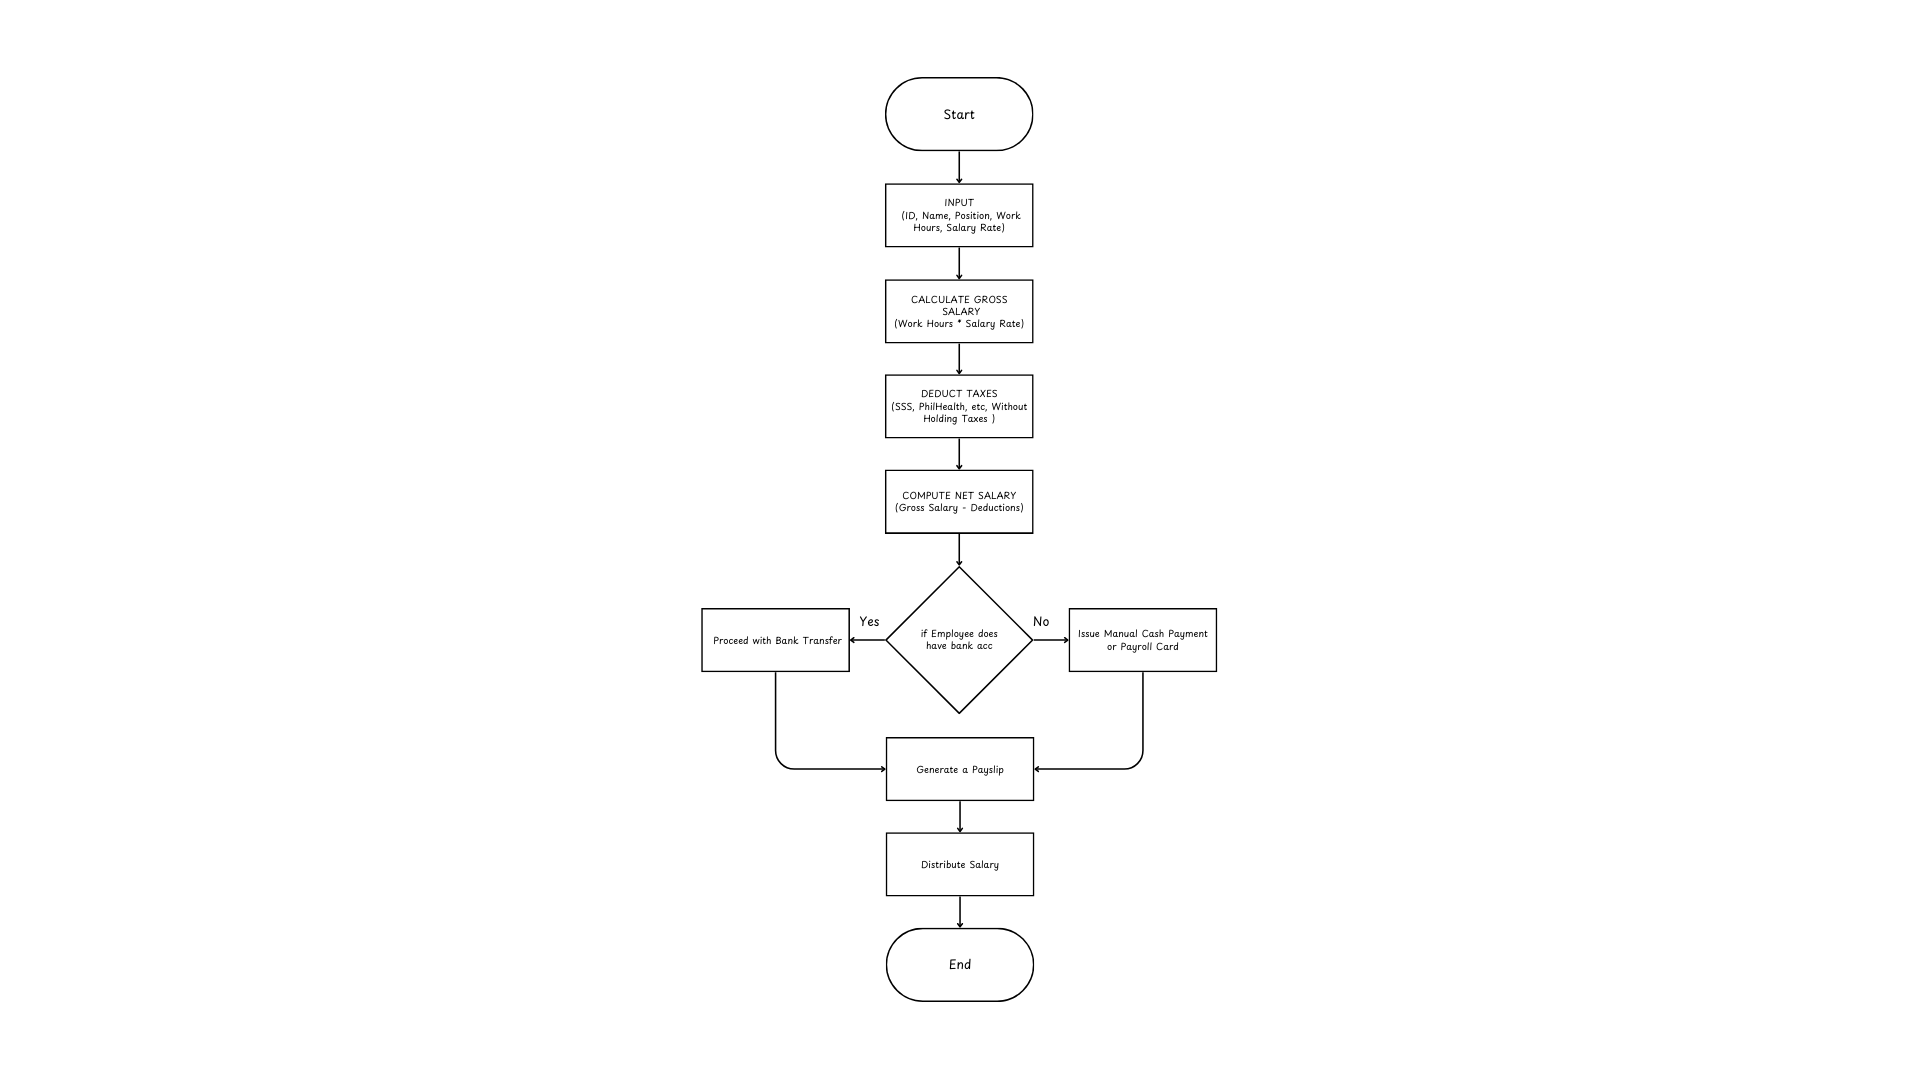 Start
INPUT
(ID, Name, Position, Work
Hours, Salary Rate)
CALCULATE GROSS
SALARY
(Work Hours * Salary Rate)
DEDUCT TAXES
(SSS, PhilHealth, etc, Without
Holding Taxes )
COMPUTE NET SALARY
(Gross Salary - Deductions)
Yes
No
Proceed with Bank Transfer
if Employee does
have bank acc
Issue Manual Cash Payment
or Payroll Card
Generate a Payslip
Distribute Salary
End